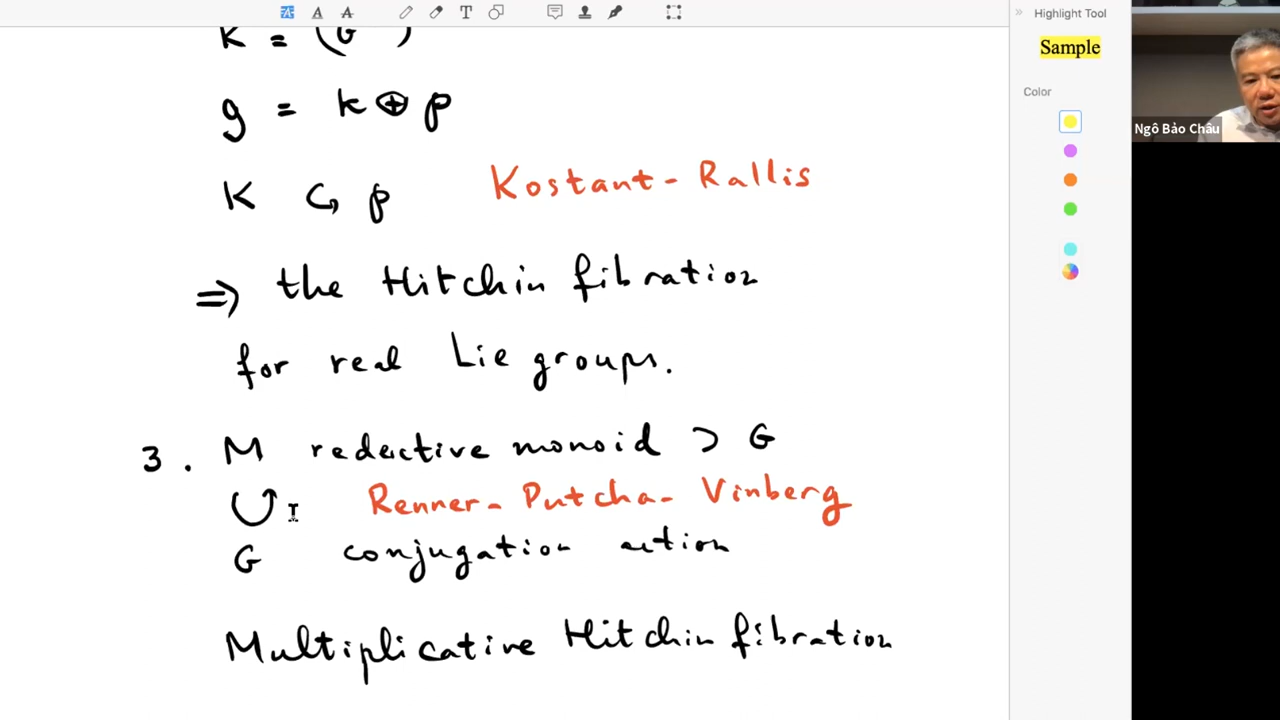 Highlight Tool
Sample
Color
Ngô Bảo Châu
K = (G )
g = k ⊕ p
K ↻ p Kostant-Rallis
⇒ the Hitchin fibration
for real Lie groups.
3. M reductive monoid ⊃ G
Renner-Putcha-Vinberg
G conjugation action
Multiplicative Hitchin fibration